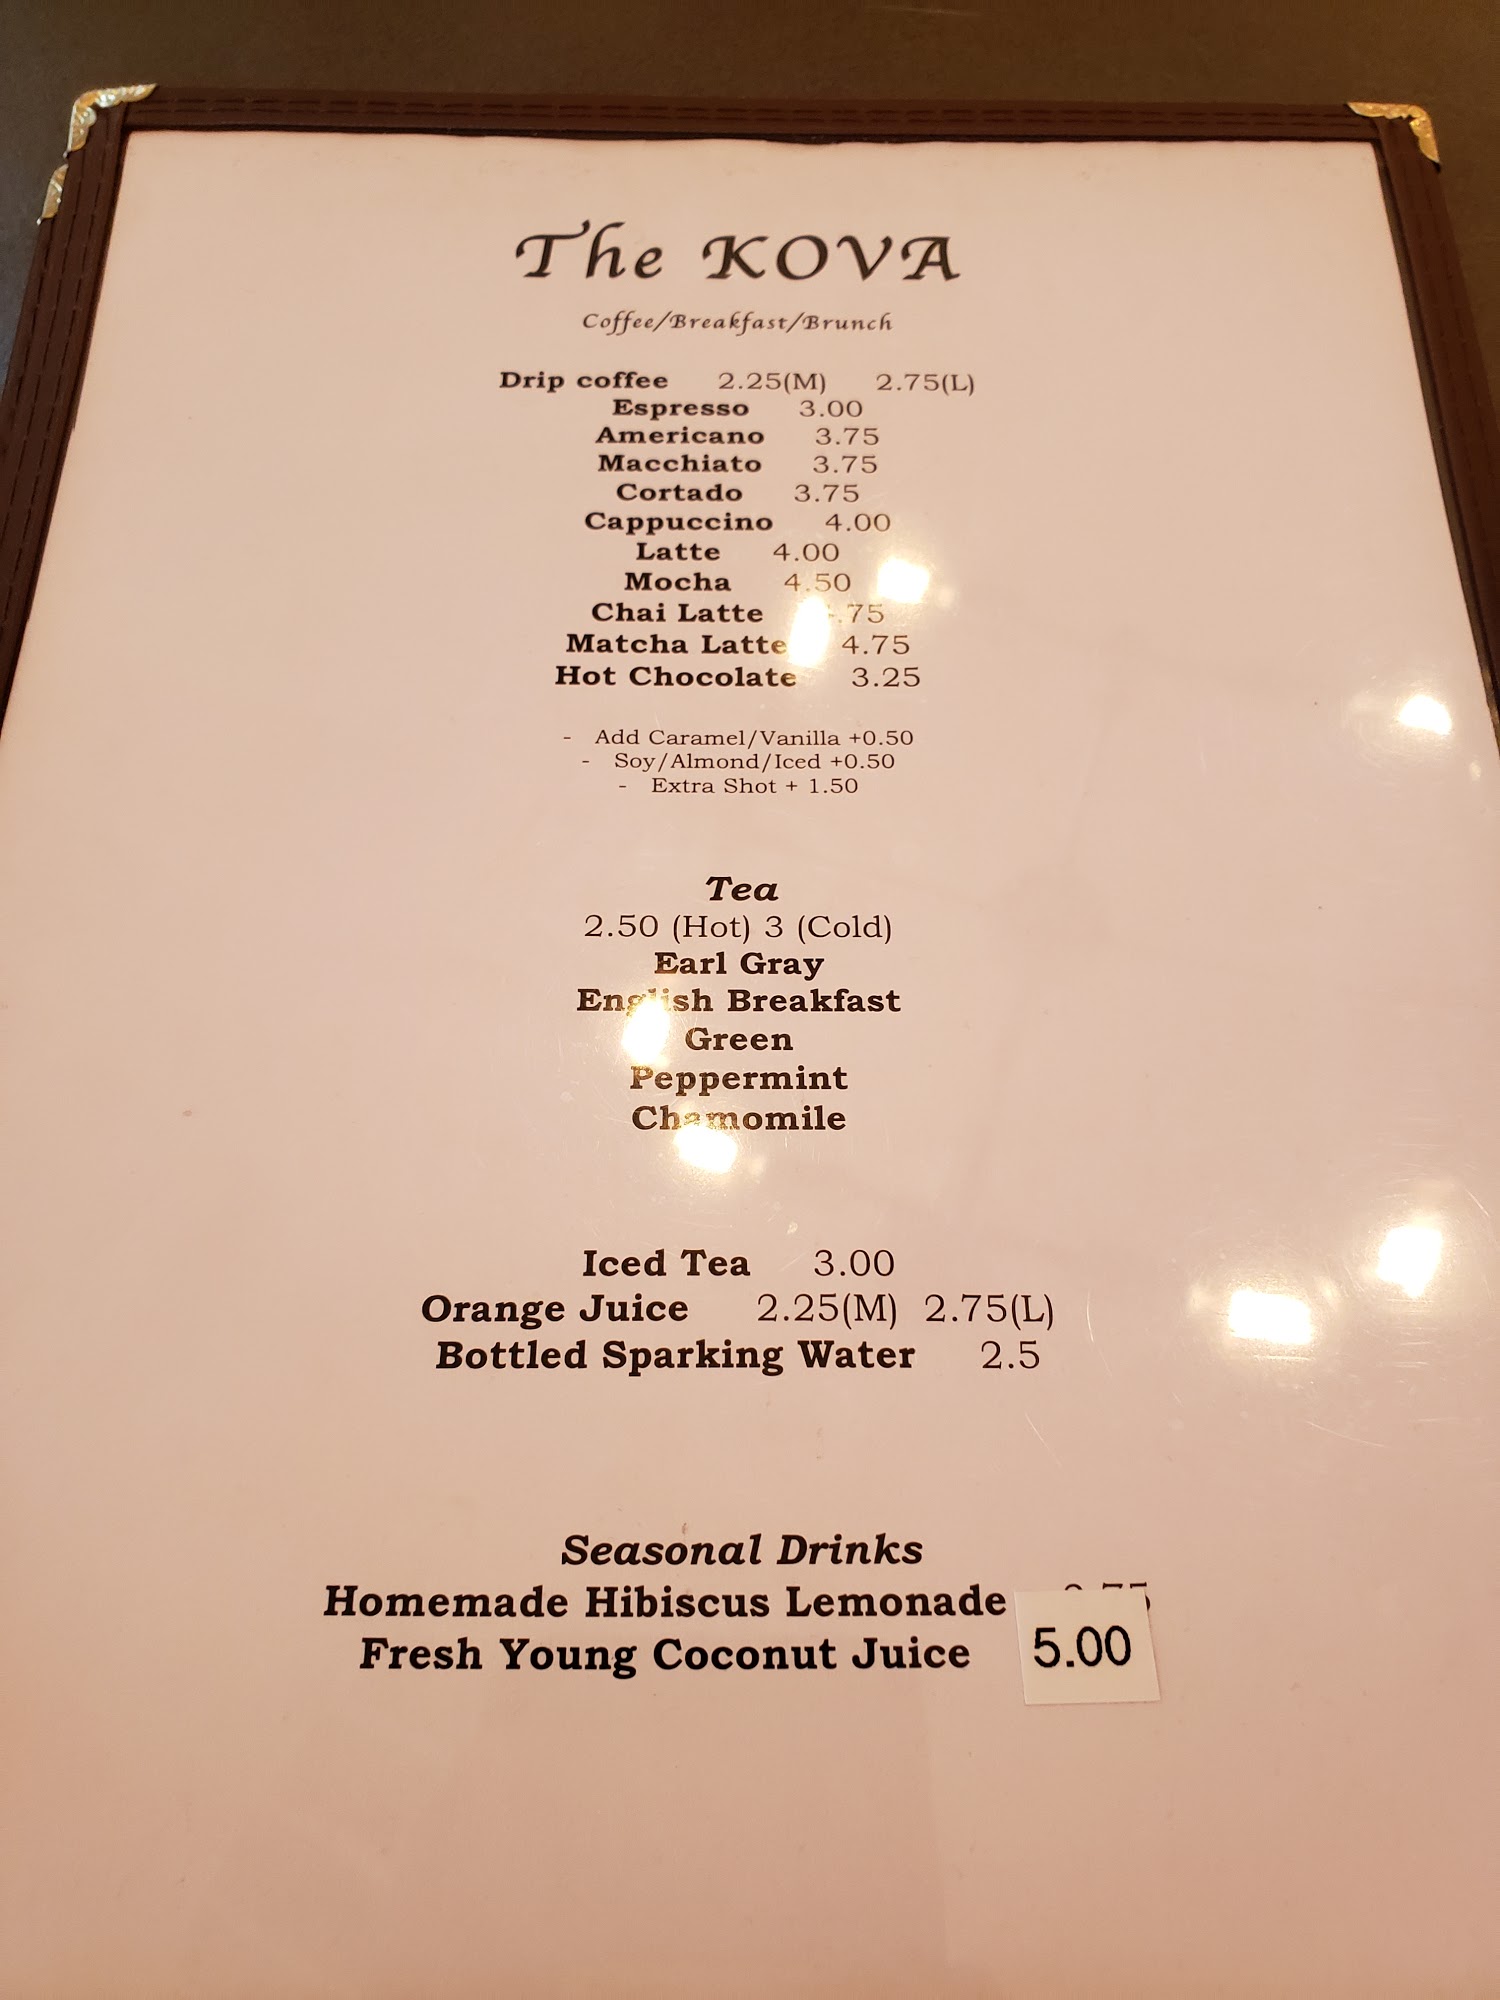 The KOVA
Coffee/Breakfast/Brunch
Drip coffee 2.25(M) 2.75(L)
Espresso 3.00
Americano 3.75
Macchiato 3.75
Cortado 3.75
Cappuccino 4.00
Latte 4.00
Mocha 4.50
Chai Latte
Matcha Latte 4.75
Hot Chocolate 3.25
- Add Caramel/Vanilla +0.50
- Soy/Almond/Iced +0.50
- Extra Shot + 1.50
Tea
2.50 (Hot) 3 (Cold)
Earl Gray
English Breakfast
Green
Peppermint
Chamomile
Iced Tea 3.00
Orange Juice 2.25(M) 2.75(L)
Bottled Sparking Water 2.5
Seasonal Drinks
Homemade Hibiscus Lemonade
Fresh Young Coconut Juice 5.00